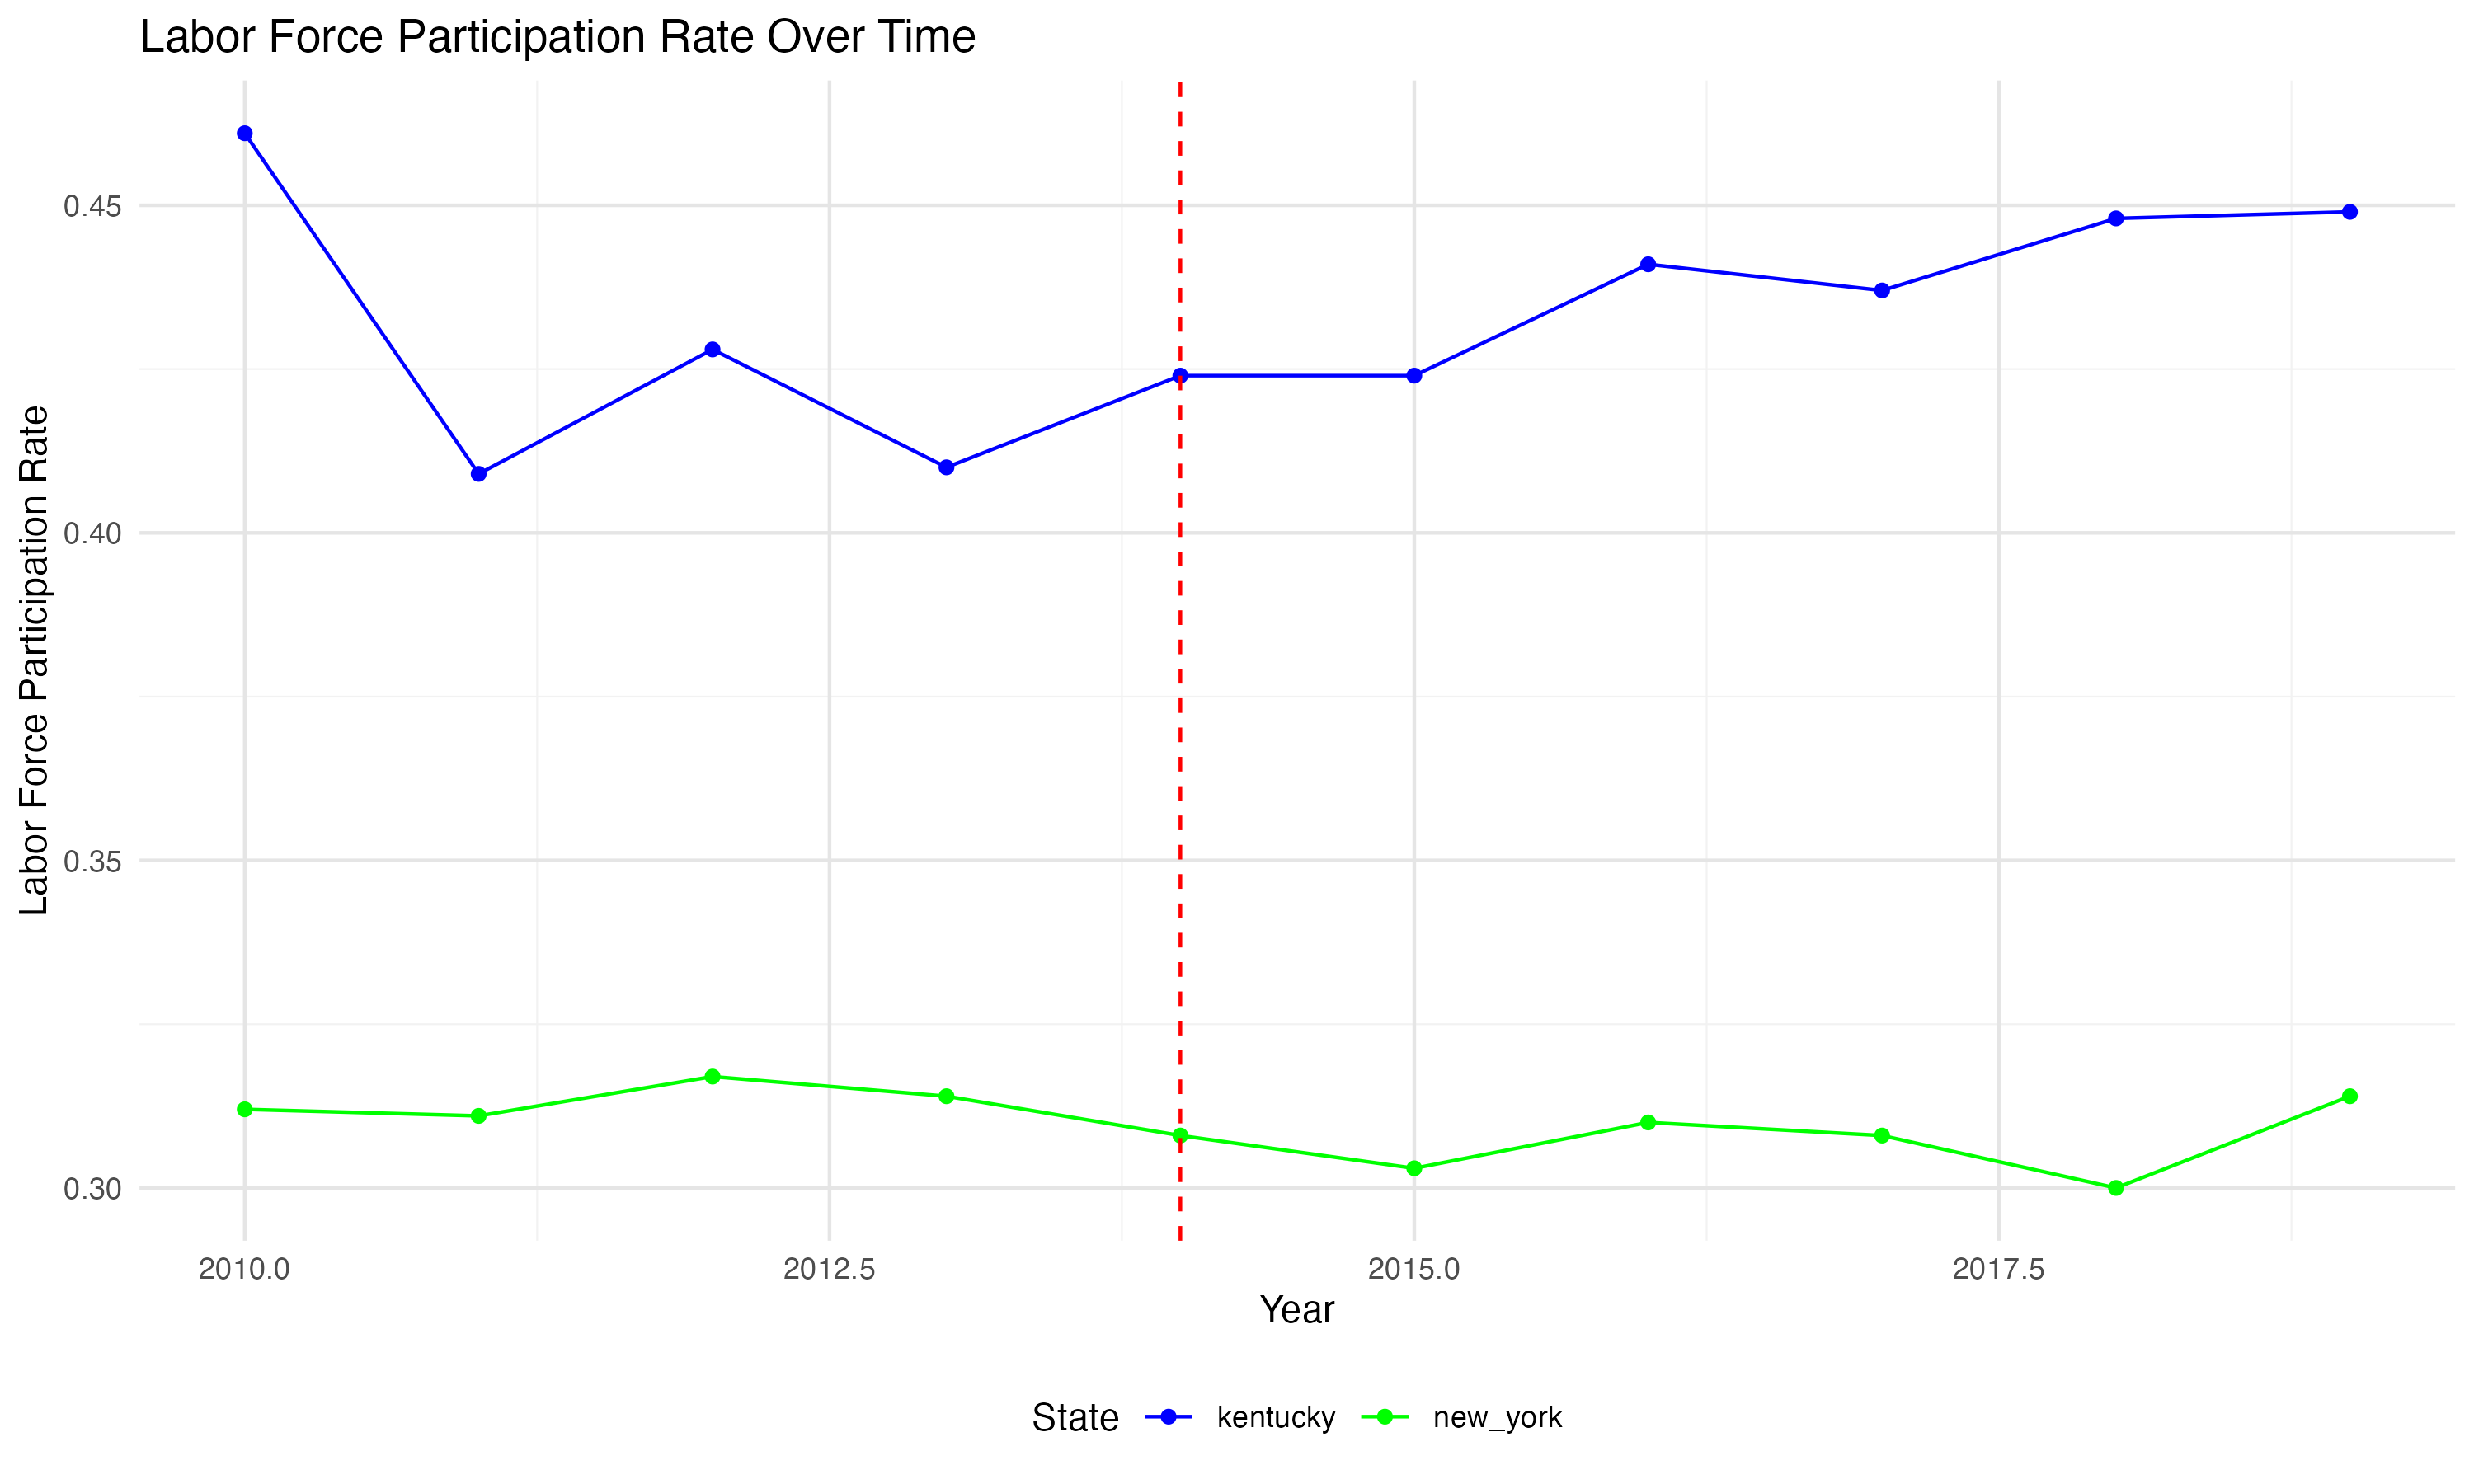 Labor Force Participation Rate Over Time
Labor Force Participation Rate
0.45
0.40
0.35
0.30
2010.0 2012.5 2015.0 2017.5
Year
State kentucky new_york